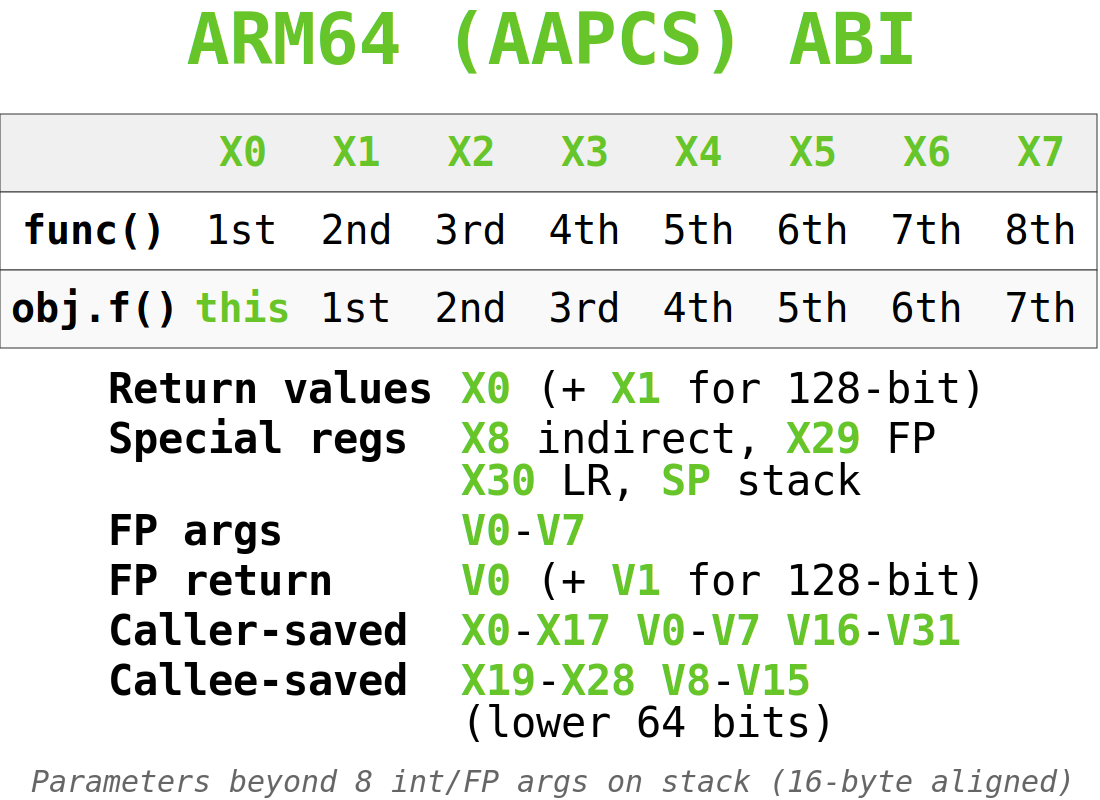 ARM64 (AAPCS) ABI
X0 X1 X2 X3 X4 X5 X6 X7
func() 1st 2nd 3rd 4th 5th 6th 7th 8th
obj.f() this 1st 2nd 3rd 4th 5th 6th 7th
Return values X0 (+ X1 for 128-bit)
Special regs X8 indirect, X29 FP
X30 LR, SP stack
FP args V0-V7
FP return V0 (+ V1 for 128-bit)
Caller-saved X0-X17 V0-V7 V16-V31
Callee-saved X19-X28 V8-V15
(lower 64 bits)
Parameters beyond 8 int/FP args on stack (16-byte aligned)